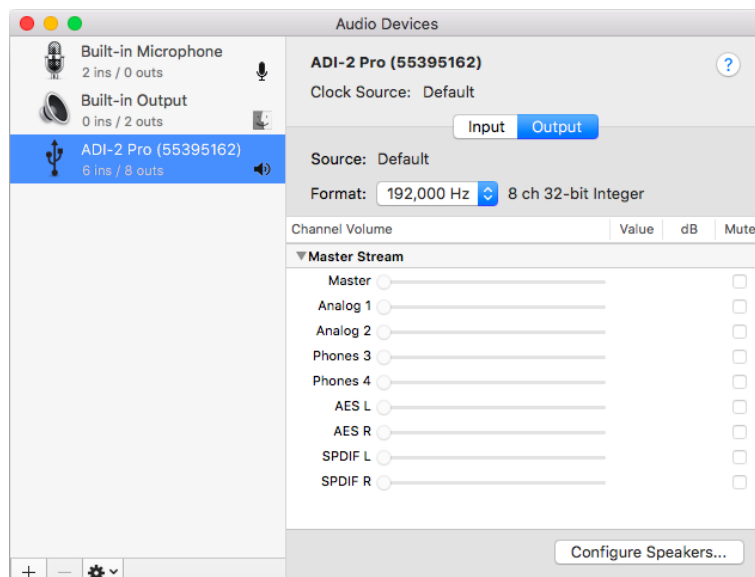 Audio Devices
Built-in Microphone
2 ins / 0 outs
Built-in Output
0 ins / 2 outs
ADI-2 Pro (55395162)
6 ins / 8 outs
ADI-2 Pro (55395162)
?
Clock Source: Default
Input Output
Source: Default
Format: 192,000 Hz 8 ch 32-bit Integer
Channel Volume Value dB Mute
Master Stream
Master
Analog 1
Analog 2
Phones 3
Phones 4
AES L
AES R
SPDIF L
SPDIF R
Configure Speakers...